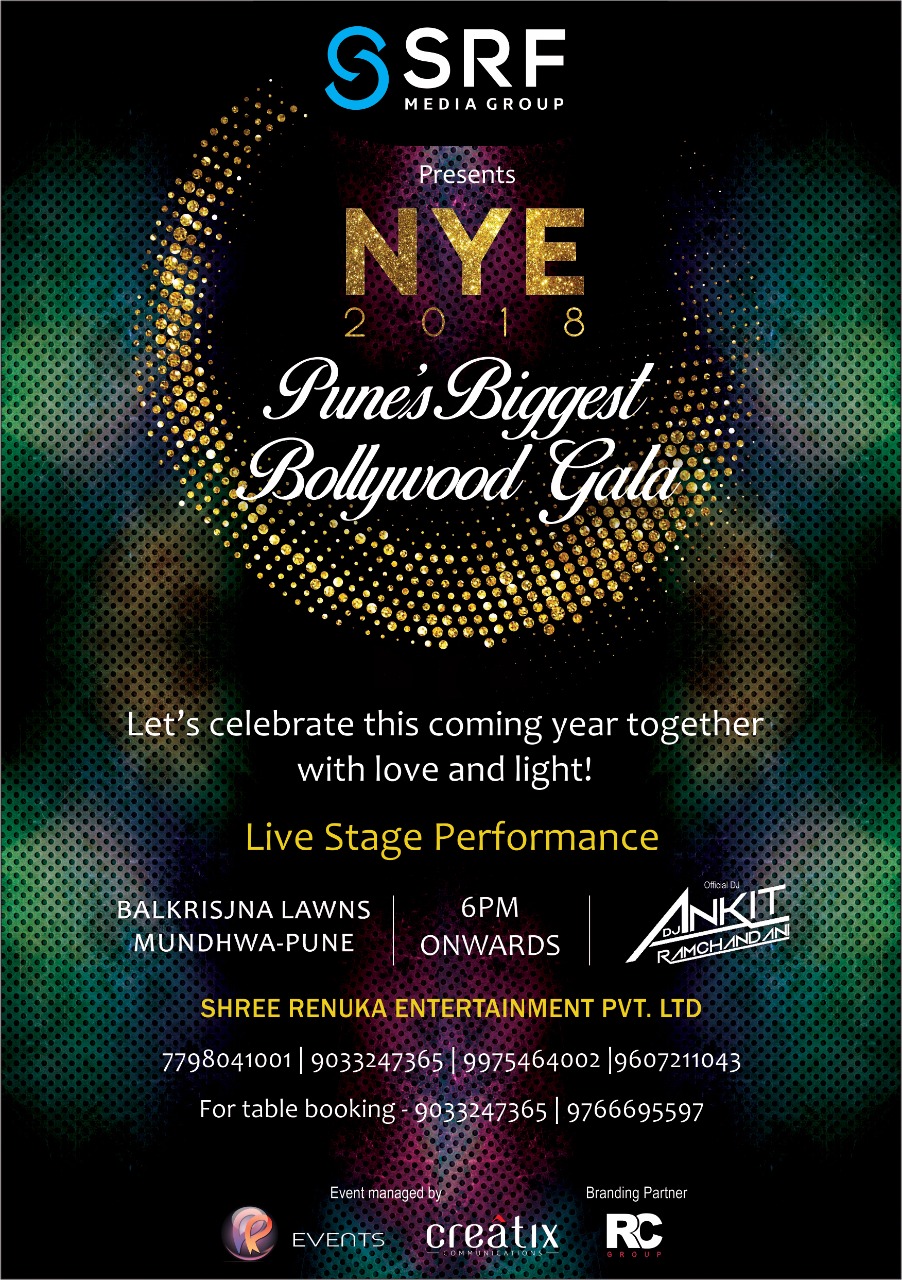 SRF
MEDIA GROUP
Presents
NYE
2018
Pune's Biggest
Bollywood Gala
Let's celebrate this coming year together
with love and light!
Live Stage Performance
BALKRISJNA LAWNS
MUNDHWA-PUNE
6PM
ONWARDS
Official DJ
DJ ANKIT
RAMCHANDANI
SHREE RENUKA ENTERTAINMENT PVT. LTD
7798041001 | 9033247365 | 9975464002 |9607211043
For table booking - 9033247365 | 9766695597
Event managed by
EVENTS
creàtix
COMMUNICATIONS
Branding Partner
RC
GROUP